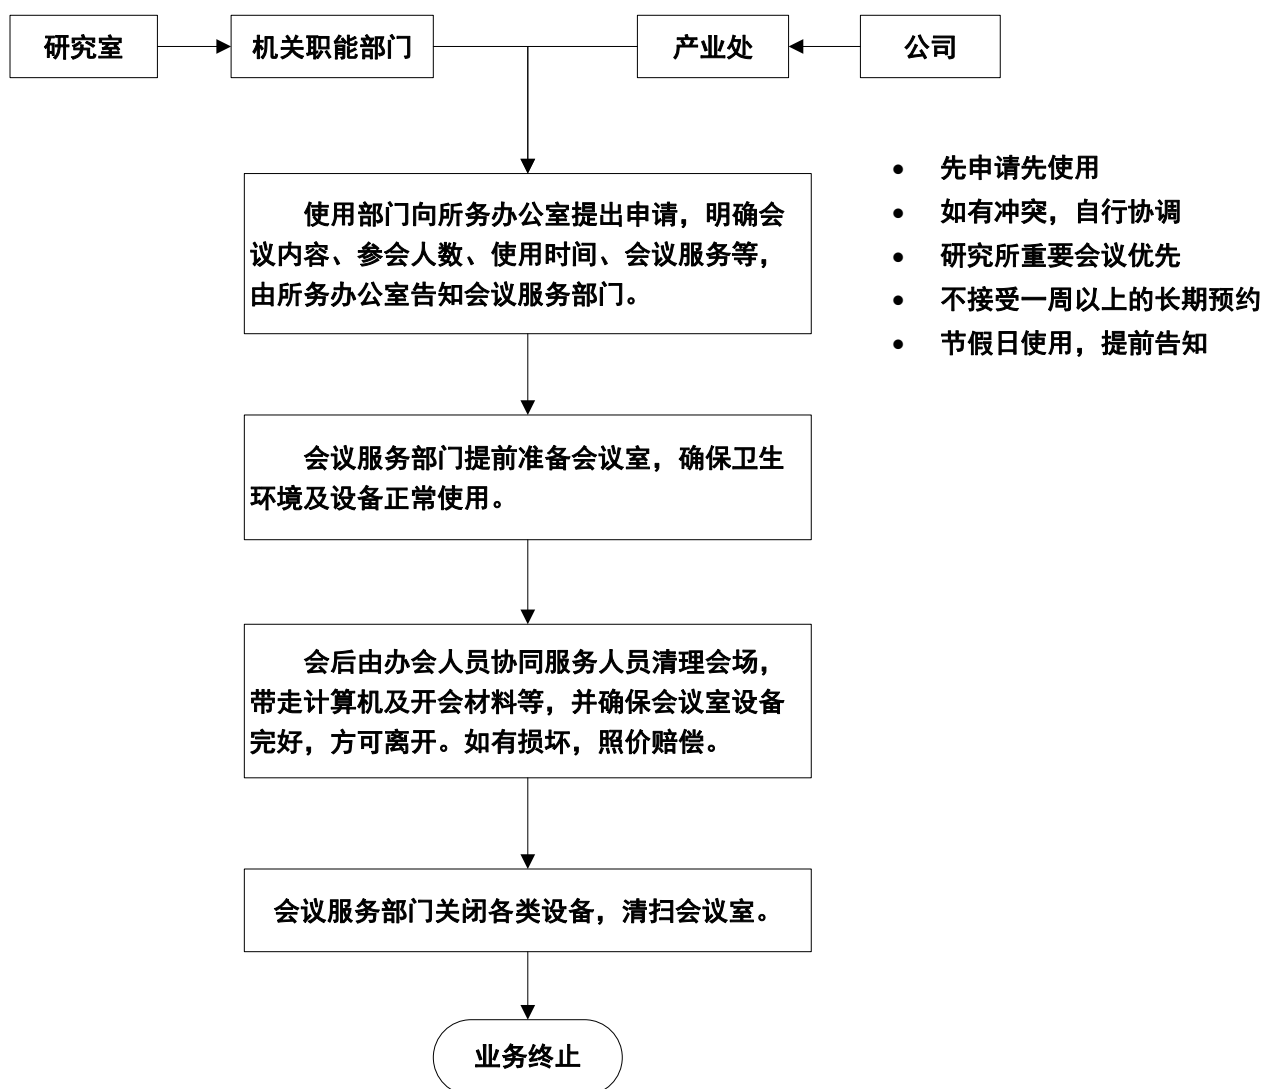 研究室
机关职能部门
产业处
公司
使用部门向所务办公室提出申请，明确会
议内容、参会人数、使用时间、会议服务等，
由所务办公室告知会议服务部门。
• 先申请先使用
• 如有冲突，自行协调
• 研究所重要会议优先
• 不接受一周以上的长期预约
• 节假日使用，提前告知
会议服务部门提前准备会议室，确保卫生
环境及设备正常使用。
会后由办会人员协同服务人员清理会场，
带走计算机及开会材料等，并确保会议室设备
完好，方可离开。如有损坏，照价赔偿。
会议服务部门关闭各类设备，清扫会议室。
业务终止